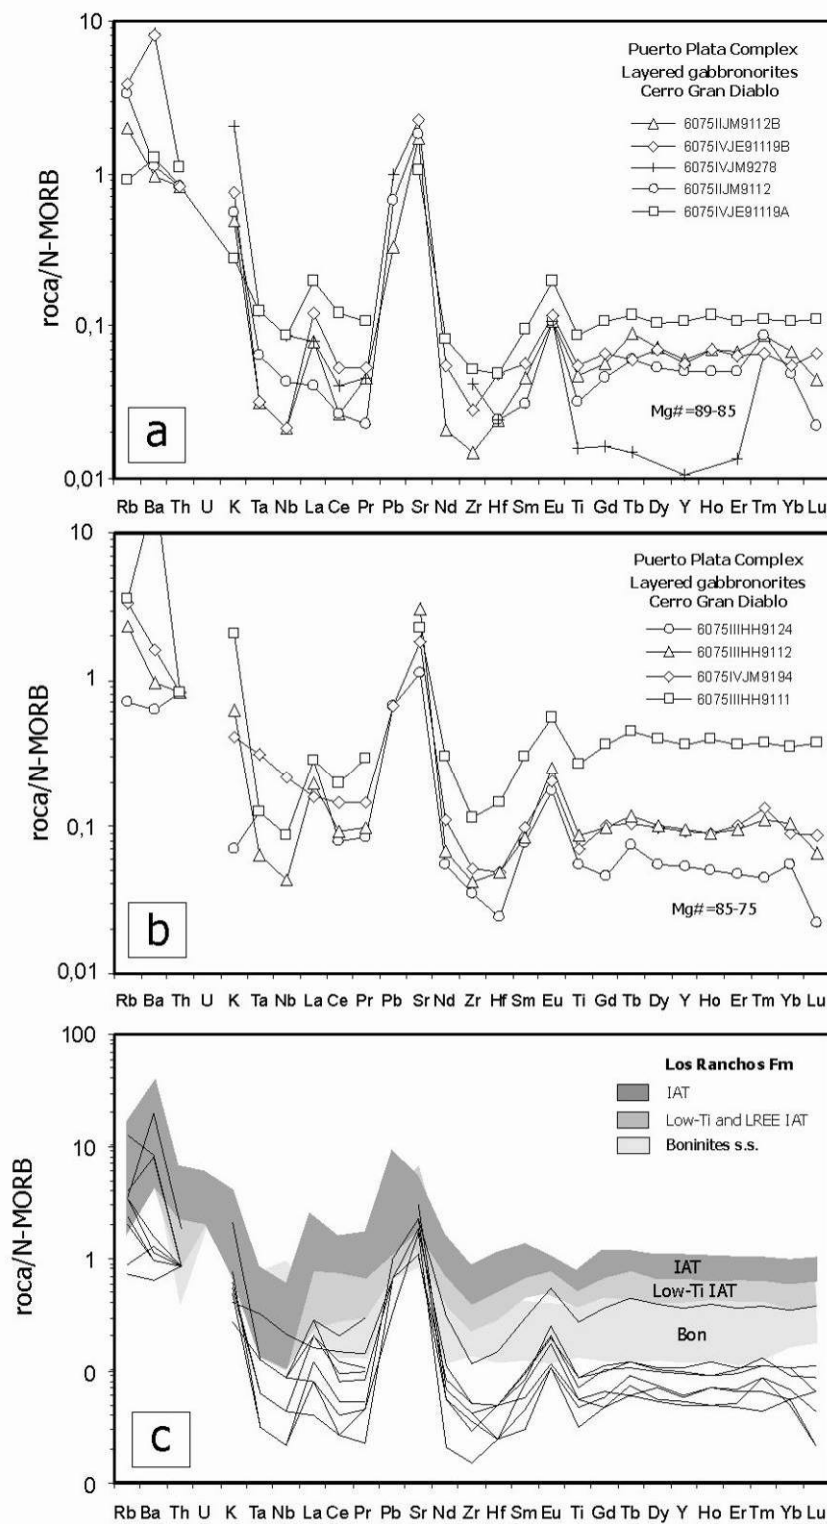 10
1
0,1
0,01
roca/N-MORB
Puerto Plata Complex
Layered gabbronorites
Cerro Gran Diablo
6075IIJM9112B
6075IVJE91119B
6075IVJM9278
6075IIJM9112
6075IVJE91119A
Mg#=89-85
a
Rb Ba Th U K Ta Nb La Ce Pr Pb Sr Nd Zr Hf Sm Eu Ti Gd Tb Dy Y Ho Er Tm Yb Lu
10
1
0,1
0,01
roca/N-MORB
Puerto Plata Complex
Layered gabbronorites
Cerro Gran Diablo
6075IIIHH9124
6075IIIHH9112
6075IVJM9194
6075IIIHH9111
Mg#=85-75
b
Rb Ba Th U K Ta Nb La Ce Pr Pb Sr Nd Zr Hf Sm Eu Ti Gd Tb Dy Y Ho Er Tm Yb Lu
100
10
1
0
0
roca/N-MORB
Los Ranchos Fm
IAT
Low-Ti and LREE IAT
Boninites s.s.
IAT
Low-Ti IAT
Bon
c
Rb Ba Th U K Ta Nb La Ce Pr Pb Sr Nd Zr Hf Sm Eu Ti Gd Tb Dy Y Ho Er Tm Yb Lu